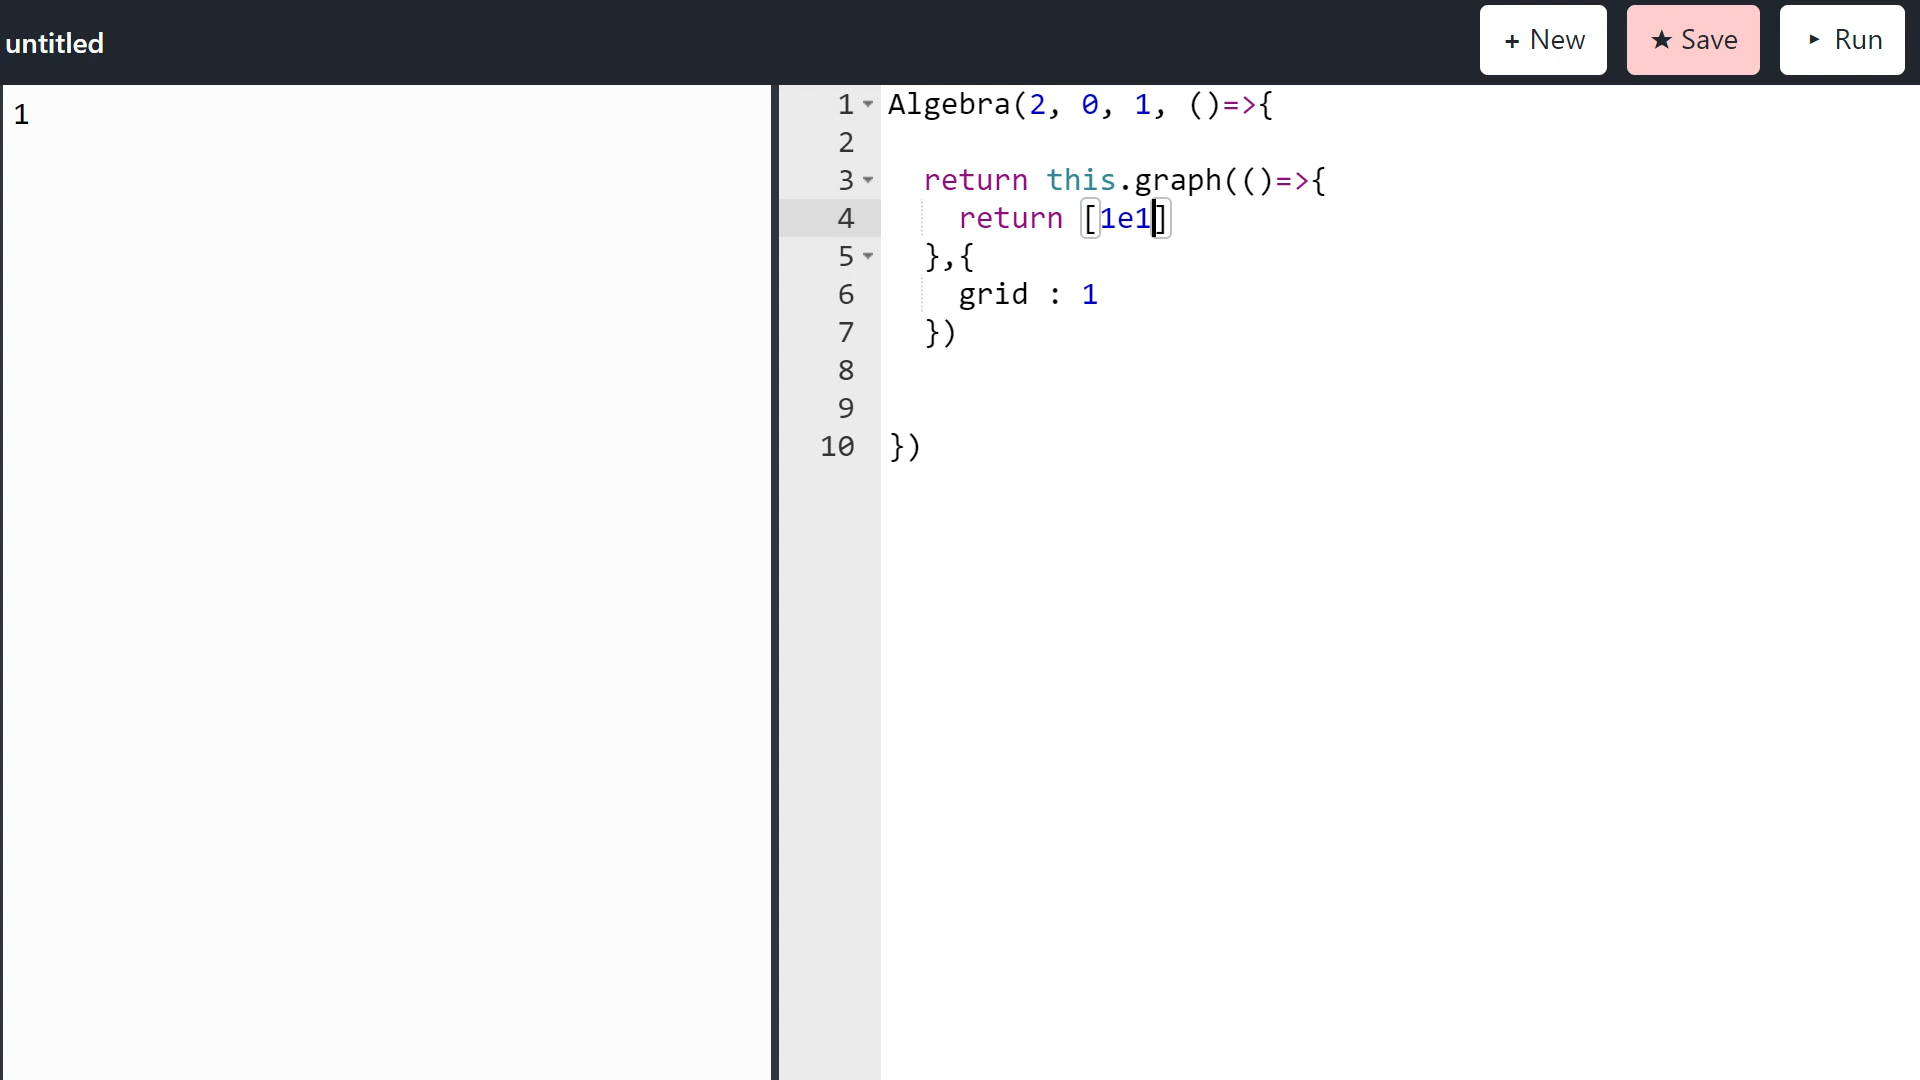 untitled
+ New
★ Save
▸ Run
1
1 Algebra(2, 0, 1, ()=>{
2
3   return this.graph(()=>{
4     return [1e1]
5   },{
6     grid : 1
7   })
8
9
10 })